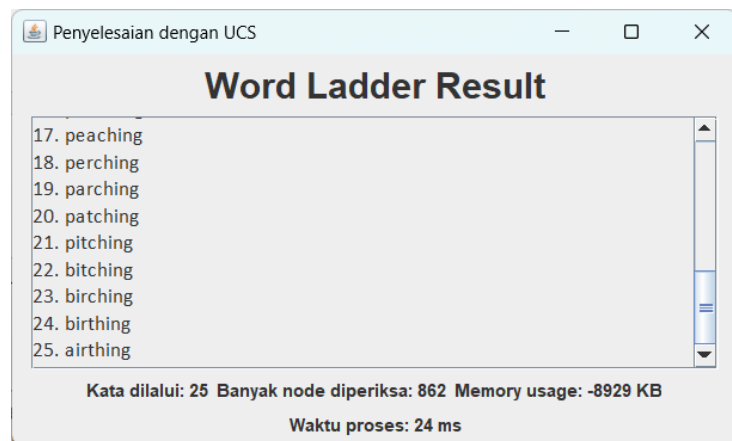 Penyelesaian dengan UCS
Word Ladder Result
17. peaching
18. perching
19. parching
20. patching
21. pitching
22. bitching
23. birching
24. birthing
25. airthing
Kata dilalui: 25 Banyak node diperiksa: 862 Memory usage: -8929 KB
Waktu proses: 24 ms